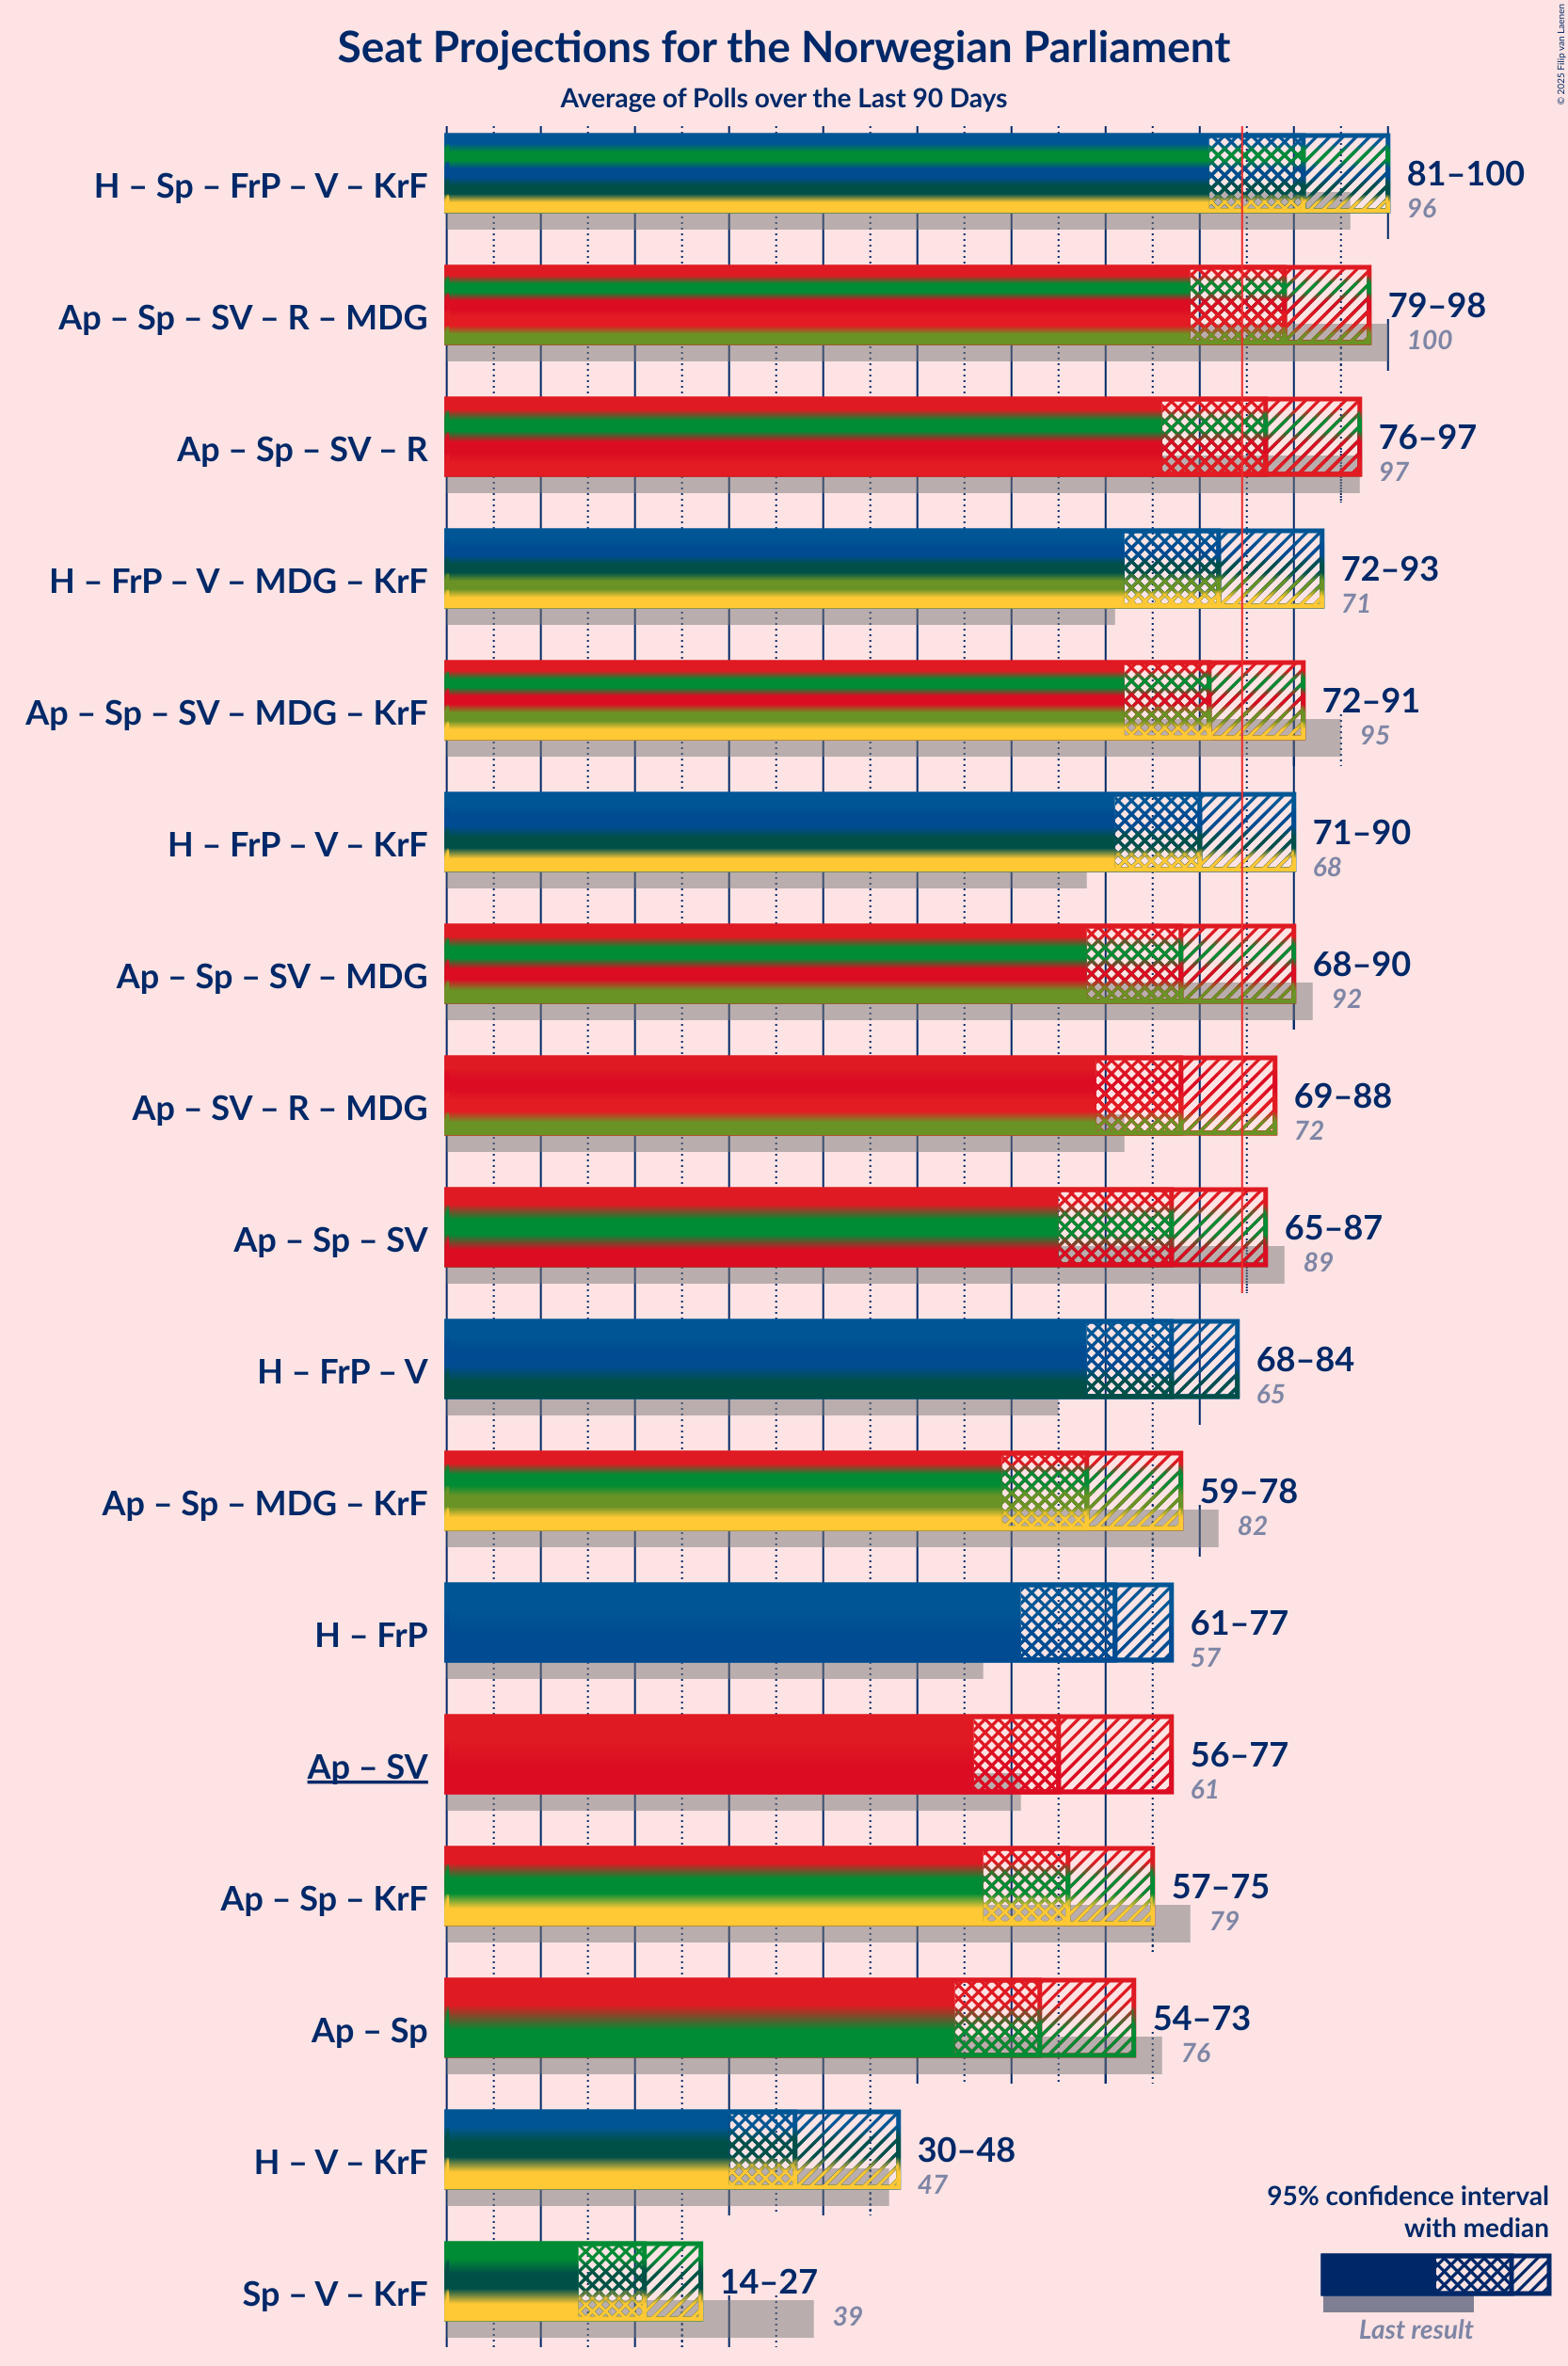 Seat Projections for the Norwegian Parliament
Average of Polls over the Last 90 Days
© 2025 Filip van Laenen
H – Sp – FrP – V – KrF
81–100
96
Ap – Sp – SV – R – MDG
79–98
100
Ap – Sp – SV – R
76–97
97
H – FrP – V – MDG – KrF
72–93
71
Ap – Sp – SV – MDG – KrF
72–91
95
H – FrP – V – KrF
71–90
68
Ap – Sp – SV – MDG
68–90
92
Ap – SV – R – MDG
69–88
72
Ap – Sp – SV
65–87
89
H – FrP – V
68–84
65
Ap – Sp – MDG – KrF
59–78
82
H – FrP
61–77
57
Ap – SV
56–77
61
Ap – Sp – KrF
57–75
79
Ap – Sp
54–73
76
H – V – KrF
30–48
47
Sp – V – KrF
14–27
39
95% confidence interval
with median
Last result